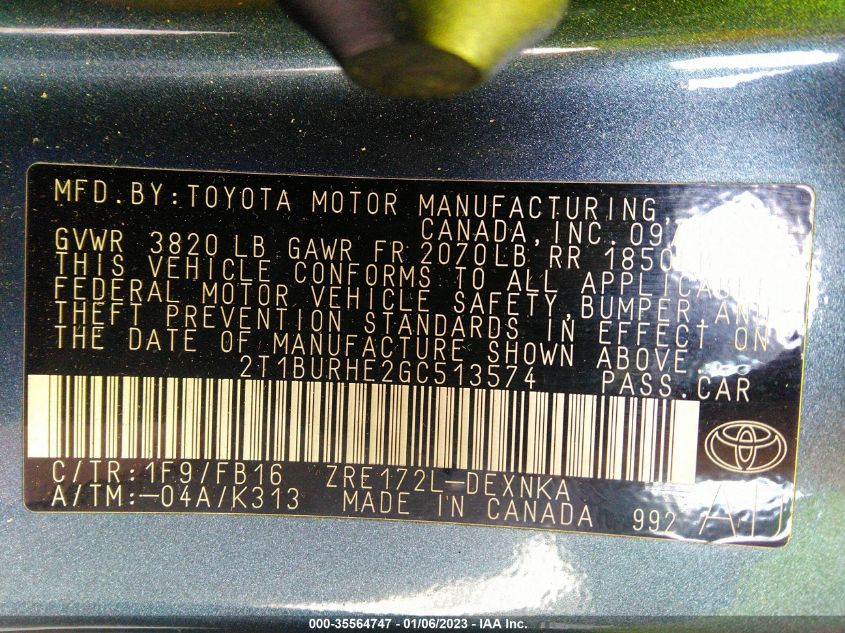 MFD.BY:TOYOTA MOTOR MANUFACTURING,
CANADA,INC.
GVWR 3820 LB GAWR FR 2070LB RR 1850
THIS VEHICLE CONFORMS TO ALL
FEDERAL MOTOR VEHICLE SAFETY,BUMPER AND
THEFT PREVENTION STANDARDS IN EFFECT ON
THE DATE OF MANUFACTURE SHOWN ABOVE
2T1BURHE2GC513574 PASS.CAR
C/TR:1F9/FB16 ZRE172L-DEXNKA
A/TM:-04A/K313 MADE IN CANADA 992
000-35564747 - 01/06/2023 - IAA Inc.